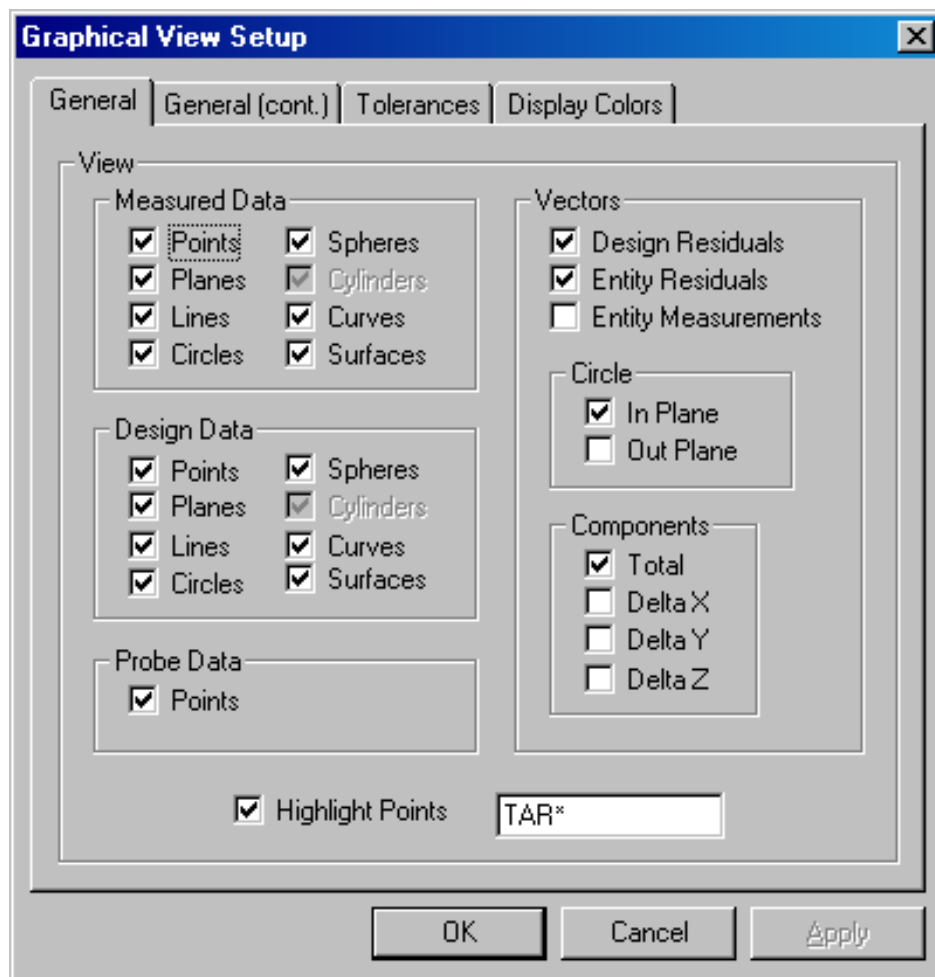 Graphical View Setup
General
General (cont.)
Tolerances
Display Colors
View
Measured Data
Points
Spheres
Planes
Cylinders
Lines
Curves
Circles
Surfaces
Design Data
Points
Spheres
Planes
Cylinders
Lines
Curves
Circles
Surfaces
Probe Data
Points
Vectors
Design Residuals
Entity Residuals
Entity Measurements
Circle
In Plane
Out Plane
Components
Total
Delta X
Delta Y
Delta Z
Highlight Points
TAR*
OK
Cancel
Apply